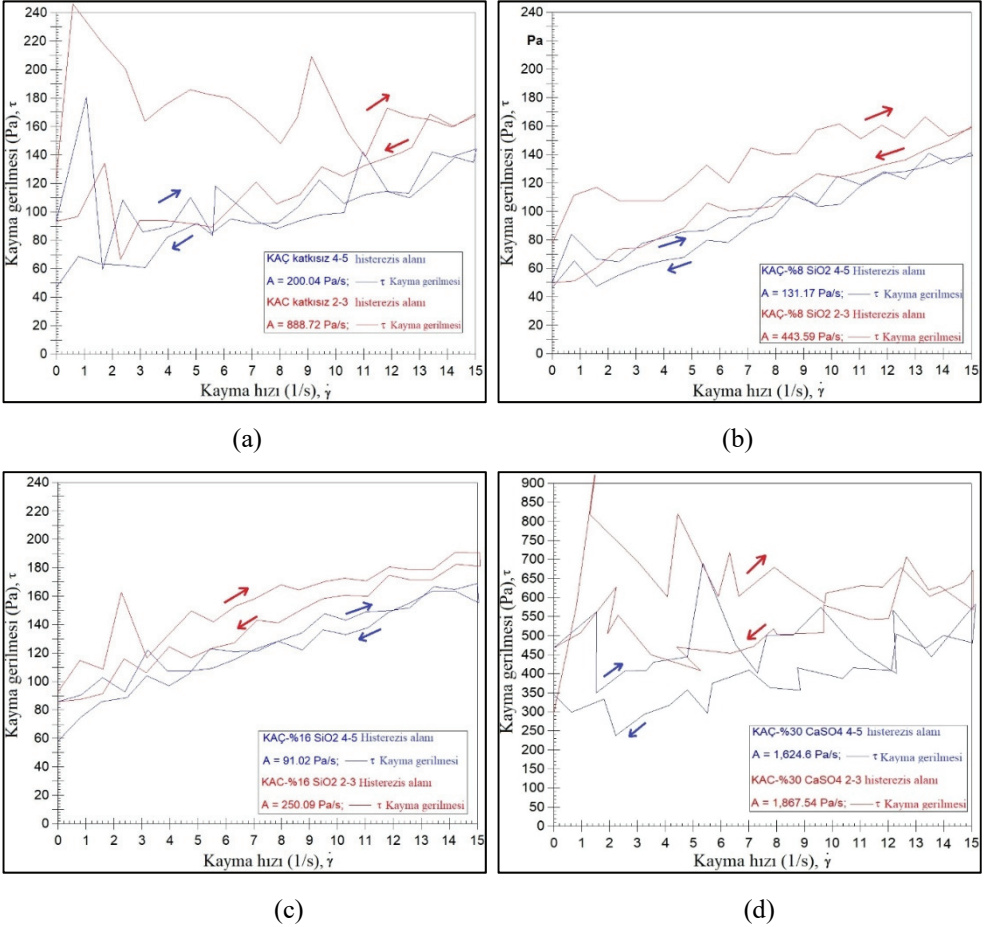 240
220
200
180
160
140
120
100
80
60
40
20
0
Kayma gerilmesi (Pa), τ
0 1 2 3 4 5 6 7 8 9 10 11 12 13 14 15
Kayma hızı (1/s), γ̇
KAÇ katkısız 4-5 histerezis alanı
A = 200.04 Pa/s; τ Kayma gerilmesi
KAC katkısız 2-3 histerezis alanı
A = 888.72 Pa/s; τ Kayma gerilmesi
(a)
240
Pa
220
200
180
160
140
120
100
80
60
40
20
0
Kayma gerilmesi (Pa), τ
0 1 2 3 4 5 6 7 8 9 10 11 12 13 14 15
Kayma hızı (1/s), γ̇
KAÇ-%8 SiO2 4-5 Histerezis alanı
A = 131.17 Pa/s; τ Kayma gerilmesi
KAÇ-%8 SiO2 2-3 Histerezis alanı
A = 443.59 Pa/s; τ Kayma gerilmesi
(b)
240
220
200
180
160
140
120
100
80
60
40
20
0
Kayma gerilmesi (Pa), τ
0 1 2 3 4 5 6 7 8 9 10 11 12 13 14 15
Kayma hızı (1/s), γ̇
KAÇ-%16 SiO2 4-5 Histerezis alanı
A = 91.02 Pa/s; τ Kayma gerilmesi
KAC-%16 SiO2 2-3 Histerezis alanı
A = 250.09 Pa/s; τ Kayma gerilmesi
(c)
900
850
800
750
700
650
600
550
500
450
400
350
300
250
200
150
100
50
0
Kayma gerilmesi (Pa), τ
0 1 2 3 4 5 6 7 8 9 10 11 12 13 14 15
Kayma hızı (1/s), γ̇
KAÇ-%30 CaSO4 4-5 hısterezis alanı
A = 1,624.6 Pa/s; τ Kayma gerilmesi
KAC-%30 CaSO4 2-3 histerezis alanı
A = 1,867.54 Pa/s; τ Kayma gerilmesi
(d)